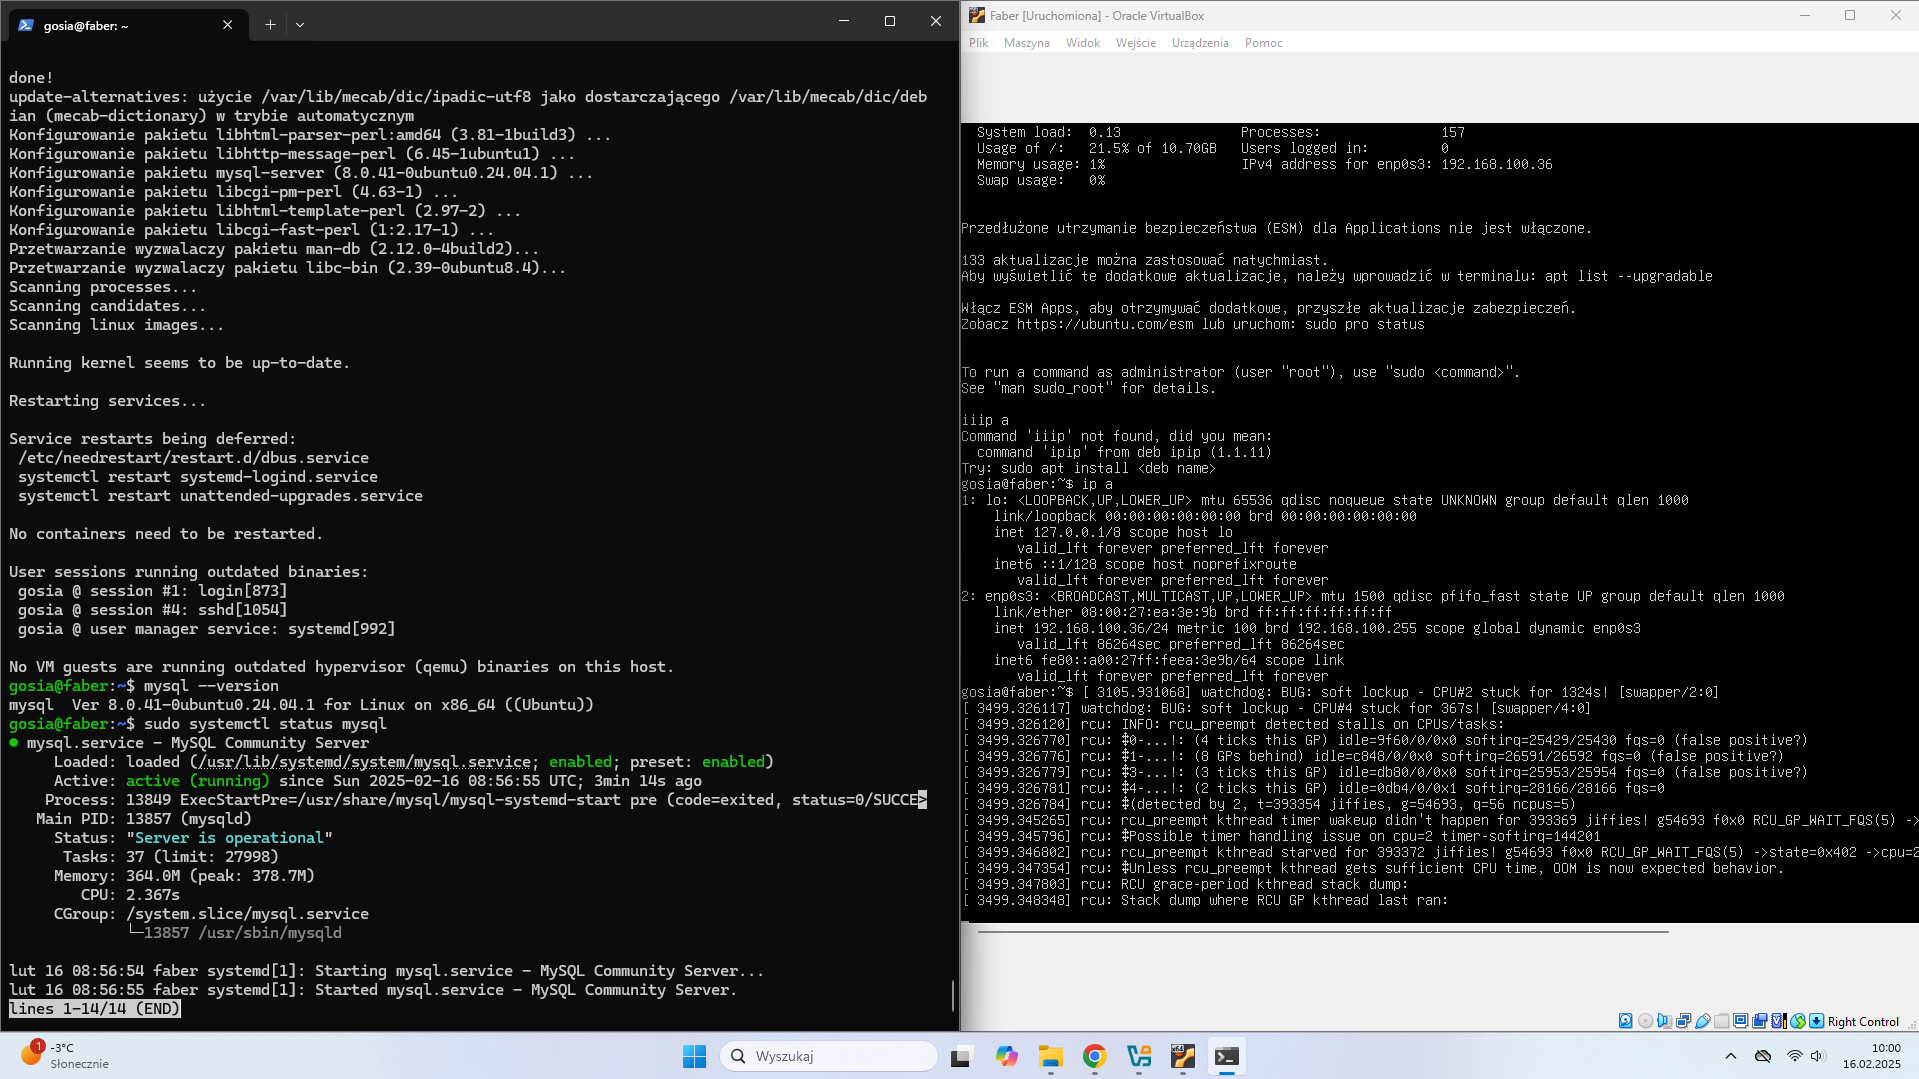 gosia@faber: ~
done!
update-alternatives: użycie /var/lib/mecab/dic/ipadic-utf8 jako dostarczającego /var/lib/mecab/dic/deb
ian (mecab-dictionary) w trybie automatycznym
Konfigurowanie pakietu libhtml-parser-perl:amd64 (3.81-1build3) ...
Konfigurowanie pakietu libhttp-message-perl (6.45-1ubuntu1) ...
Konfigurowanie pakietu mysql-server (8.0.41-0ubuntu0.24.04.1) ...
Konfigurowanie pakietu libcgi-pm-perl (4.63-1) ...
Konfigurowanie pakietu libhtml-template-perl (2.97-2) ...
Konfigurowanie pakietu libcgi-fast-perl (1:2.17-1) ...
Przetwarzanie wyzwalaczy pakietu man-db (2.12.0-4build2)...
Przetwarzanie wyzwalaczy pakietu libc-bin (2.39-0ubuntu8.4)...
Scanning processes...
Scanning candidates...
Scanning linux images...
Running kernel seems to be up-to-date.
Restarting services...
Service restarts being deferred:
/etc/needrestart/restart.d/dbus.service
systemctl restart systemd-logind.service
systemctl restart unattended-upgrades.service
No containers need to be restarted.
User sessions running outdated binaries:
gosia @ session #1: login[873]
gosia @ session #4: sshd[1054]
gosia @ user manager service: systemd[992]
No VM guests are running outdated hypervisor (qemu) binaries on this host.
gosia@faber:~$ mysql --version
mysql  Ver 8.0.41-0ubuntu0.24.04.1 for Linux on x86_64 ((Ubuntu))
gosia@faber:~$ sudo systemctl status mysql
● mysql.service - MySQL Community Server
Loaded: loaded (/usr/lib/systemd/system/mysql.service; enabled; preset: enabled)
Active: active (running) since Sun 2025-02-16 08:56:55 UTC; 3min 14s ago
Process: 13849 ExecStartPre=/usr/share/mysql/mysql-systemd-start pre (code=exited, status=0/SUCCE>
Main PID: 13857 (mysqld)
Status: "Server is operational"
Tasks: 37 (limit: 27998)
Memory: 364.0M (peak: 378.7M)
CPU: 2.367s
CGroup: /system.slice/mysql.service
└─13857 /usr/sbin/mysqld
lut 16 08:56:54 faber systemd[1]: Starting mysql.service - MySQL Community Server...
lut 16 08:56:55 faber systemd[1]: Started mysql.service - MySQL Community Server.
lines 1-14/14 (END)
Faber [Uruchomiona] - Oracle VirtualBox
Plik Maszyna Widok Wejście Urządzenia Pomoc
System load:  0.13 Processes: 157
Usage of /:   21.5% of 10.70GB Users logged in: 0
Memory usage: 1% IPv4 address for enp0s3: 192.168.100.36
Swap usage:   0%
Przedłużone utrzymanie bezpieczeństwa (ESM) dla Applications nie jest włączone.
133 aktualizacje można zastosować natychmiast.
Aby wyświetlić te dodatkowe aktualizacje, należy wprowadzić w terminalu: apt list --upgradable
Włącz ESM Apps, aby otrzymywać dodatkowe, przyszłe aktualizacje zabezpieczeń.
Zobacz https://ubuntu.com/esm lub uruchom: sudo pro status
To run a command as administrator (user "root"), use "sudo <command>".
See "man sudo_root" for details.
iiip a
Command 'iiip' not found, did you mean:
command 'ipip' from deb ipip (1.1.11)
Try: sudo apt install <deb name>
gosia@faber:~$ ip a
1: lo: <LOOPBACK,UP,LOWER_UP> mtu 65536 qdisc noqueue state UNKNOWN group default qlen 1000
link/loopback 00:00:00:00:00:00 brd 00:00:00:00:00:00
inet 127.0.0.1/8 scope host lo
valid_lft forever preferred_lft forever
inet6 ::1/128 scope host noprefixroute
valid_lft forever preferred_lft forever
2: enp0s3: <BROADCAST,MULTICAST,UP,LOWER_UP> mtu 1500 qdisc pfifo_fast state UP group default qlen 1000
link/ether 08:00:27:ea:3e:9b brd ff:ff:ff:ff:ff:ff
inet 192.168.100.36/24 metric 100 brd 192.168.100.255 scope global dynamic enp0s3
valid_lft 86264sec preferred_lft 86264sec
inet6 fe80::a00:27ff:feea:3e9b/64 scope link
valid_lft forever preferred_lft forever
gosia@faber:~$ [ 3105.931068] watchdog: BUG: soft lockup - CPU#2 stuck for 1324s! [swapper/2:0]
[ 3499.326117] watchdog: BUG: soft lockup - CPU#4 stuck for 367s! [swapper/4:0]
[ 3499.326120] rcu: INFO: rcu_preempt detected stalls on CPUs/tasks:
[ 3499.326770] rcu: ‡0-...!: (4 ticks this GP) idle=9f60/0/0x0 softirq=25429/25430 fqs=0 (false positive?)
[ 3499.326776] rcu: ‡1-...!: (8 GPs behind) idle=c848/0/0x0 softirq=26591/26592 fqs=0 (false positive?)
[ 3499.326779] rcu: ‡3-...!: (3 ticks this GP) idle=db80/0/0x0 softirq=25953/25954 fqs=0 (false positive?)
[ 3499.326781] rcu: ‡4-...!: (2 ticks this GP) idle=0db4/0/0x1 softirq=28166/28166 fqs=0
[ 3499.326784] rcu: ‡(detected by 2, t=393354 jiffies, g=54693, q=56 ncpus=5)
[ 3499.345265] rcu: rcu_preempt kthread timer wakeup didn't happen for 393369 jiffies! g54693 f0x0 RCU_GP_WAIT_FQS(5) ->
[ 3499.345796] rcu: ‡Possible timer handling issue on cpu=2 timer-softirq=144201
[ 3499.346802] rcu: rcu_preempt kthread starved for 393372 jiffies! g54693 f0x0 RCU_GP_WAIT_FQS(5) ->state=0x402 ->cpu=2
[ 3499.347354] rcu: ‡Unless rcu_preempt kthread gets sufficient CPU time, OOM is now expected behavior.
[ 3499.347803] rcu: RCU grace-period kthread stack dump:
[ 3499.348348] rcu: Stack dump where RCU GP kthread last ran:
Right Control
1
-3°C
Słonecznie
Wyszukaj
10:00
16.02.2025